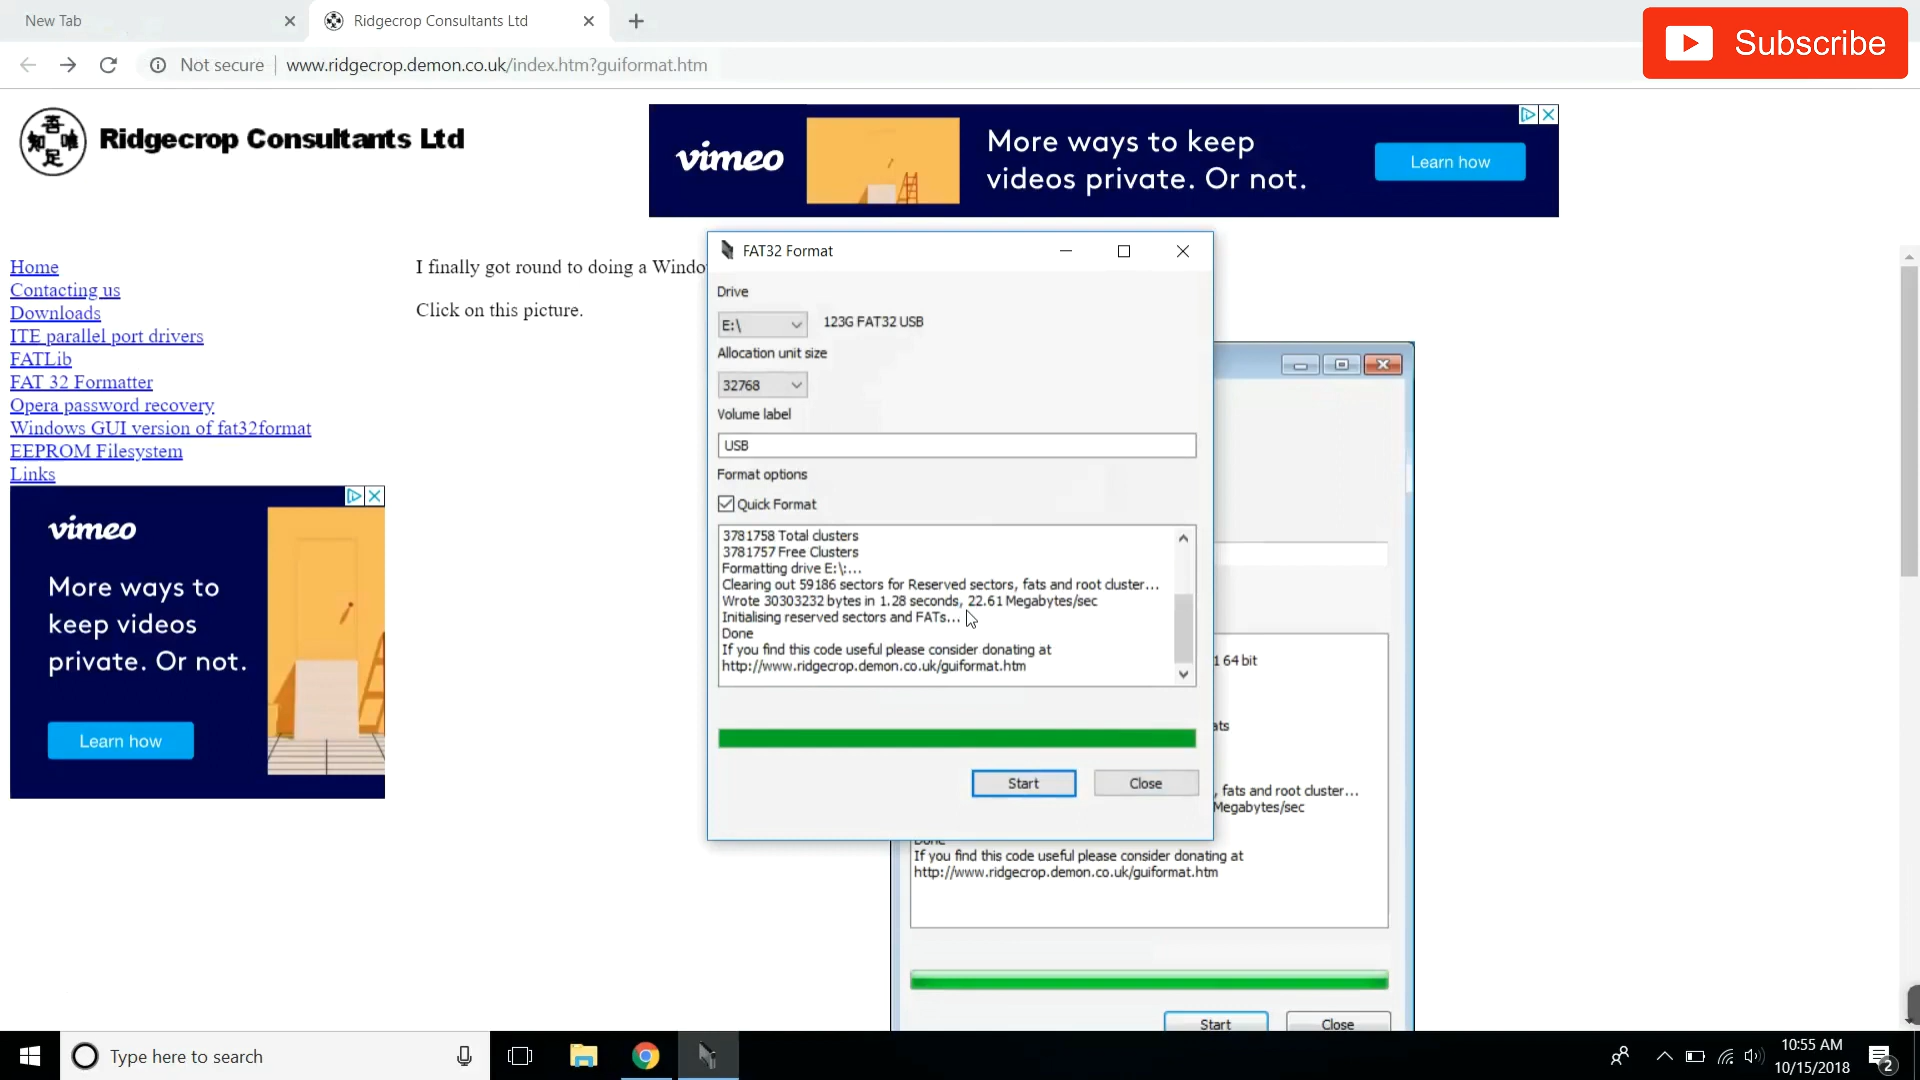 New Tab
Ridgecrop Consultants Ltd
Subscribe
Not secure
www.ridgecrop.demon.co.uk/index.htm?guiformat.htm
吾唯足知
Ridgecrop Consultants Ltd
vimeo
More ways to keep
videos private. Or not.
Learn how
Home
Contacting us
Downloads
ITE parallel port drivers
FATLib
FAT 32 Formatter
Opera password recovery
Windows GUI version of fat32format
EEPROM Filesystem
Links
vimeo
More ways to
keep videos
private. Or not.
Learn how
I finally got round to doing a Windo
Click on this picture.
FAT32 Format
Drive
E:\
123G FAT32 USB
Allocation unit size
32768
Volume label
USB
Format options
Quick Format
3781758 Total clusters
3781757 Free Clusters
Formatting drive E:\:...
Clearing out 59186 sectors for Reserved sectors, fats and root cluster...
Wrote 30303232 bytes in 1.28 seconds, 22.61 Megabytes/sec
Initialising reserved sectors and FATs...
Done
If you find this code useful please consider donating at
http://www.ridgecrop.demon.co.uk/guiformat.htm
Start
Close
1 64 bit
ats
, fats and root cluster...
Megabytes/sec
Done
If you find this code useful please consider donating at
http://www.ridgecrop.demon.co.uk/guiformat.htm
Start
Close
Type here to search
10:55 AM
10/15/2018
2